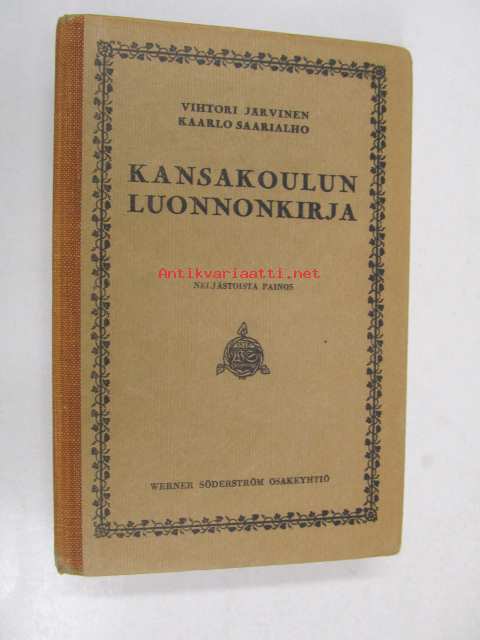 VIHTORI JÄRVINEN
KAARLO SAARIALHO
KANSAKOULUN
LUONNONKIRJA
Antikvariaatti.net
NELJÄSTOISTA PAINOS
WERNER SÖDERSTRÖM OSAKEYHTIÖ